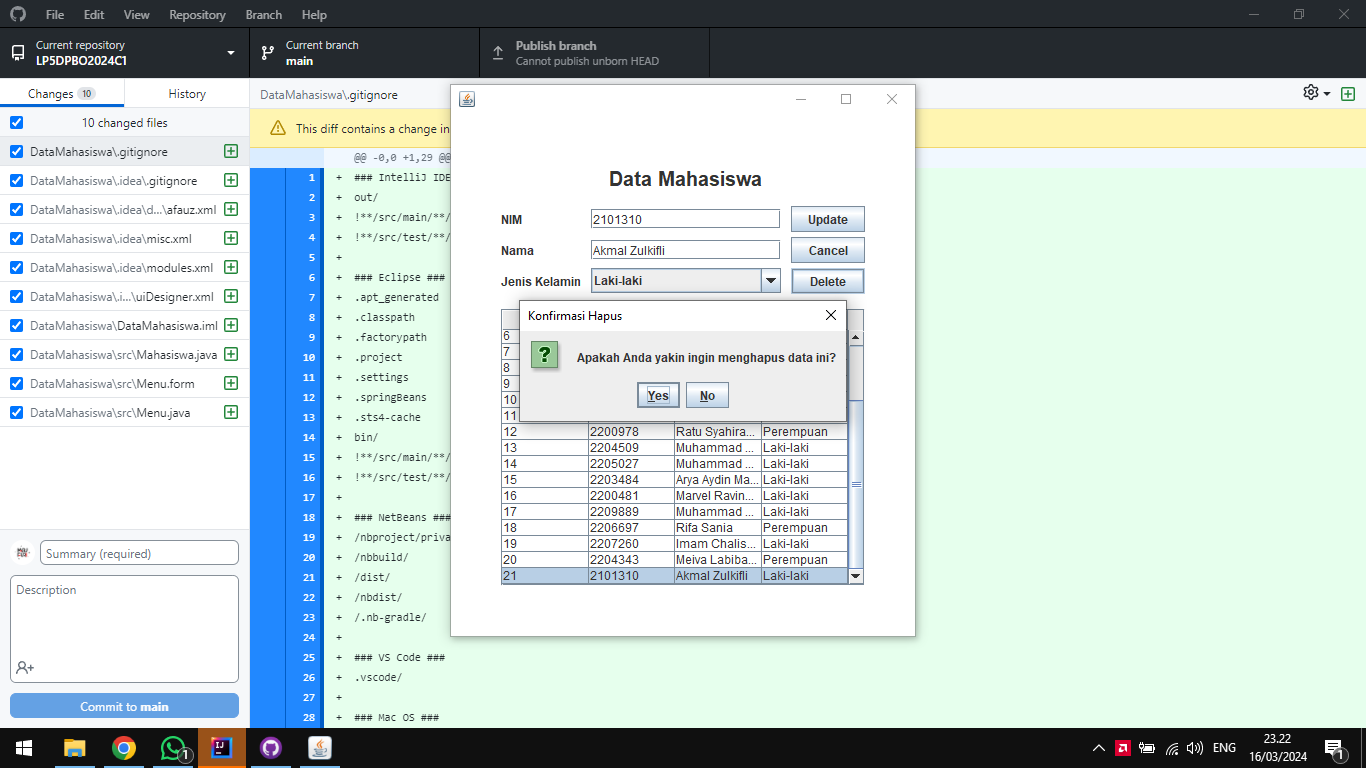 File Edit View Repository Branch Help
Current repository
LP5DPBO2024C1
Current branch
main
Publish branch
Cannot publish unborn HEAD
Changes 10
History
10 changed files
DataMahasiswa\.gitignore
DataMahasiswa\.idea\.gitignore
DataMahasiswa\.idea\d...\afauz.xml
DataMahasiswa\.idea\misc.xml
DataMahasiswa\.idea\modules.xml
DataMahasiswa\.i...\uiDesigner.xml
DataMahasiswa\DataMahasiswa.iml
DataMahasiswa\src\Mahasiswa.java
DataMahasiswa\src\Menu.form
DataMahasiswa\src\Menu.java
Summary (required)
Description
Commit to main
DataMahasiswa\.gitignore
This diff contains a change in
@@ -0,0 +1,29 @@
1 + ### IntelliJ IDE
2 + out/
3 + !**/src/main/**/
4 + !**/src/test/**/
5 +
6 + ### Eclipse ###
7 + .apt_generated
8 + .classpath
9 + .factorypath
10 + .project
11 + .settings
12 + .springBeans
13 + .sts4-cache
14 + bin/
15 + !**/src/main/**/
16 + !**/src/test/**/
17 +
18 + ### NetBeans ###
19 + /nbproject/priva
20 + /nbbuild/
21 + /dist/
22 + /nbdist/
23 + /.nb-gradle/
24 +
25 + ### VS Code ###
26 + .vscode/
27 +
28 + ### Mac OS ###
Data Mahasiswa
NIM 2101310 Update
Nama Akmal Zulkifli Cancel
Jenis Kelamin Laki-laki Delete
Konfirmasi Hapus
Apakah Anda yakin ingin menghapus data ini?
Yes No
6
7
8
9
10
11
12 2200978 Ratu Syahira... Perempuan
13 2204509 Muhammad ... Laki-laki
14 2205027 Muhammad ... Laki-laki
15 2203484 Arya Aydin Ma... Laki-laki
16 2200481 Marvel Ravin... Laki-laki
17 2209889 Muhammad ... Laki-laki
18 2206697 Rifa Sania Perempuan
19 2207260 Imam Chalis... Laki-laki
20 2204343 Meiva Labiba... Perempuan
21 2101310 Akmal Zulkifli Laki-laki
1
IJ
ENG
23.22
16/03/2024
1